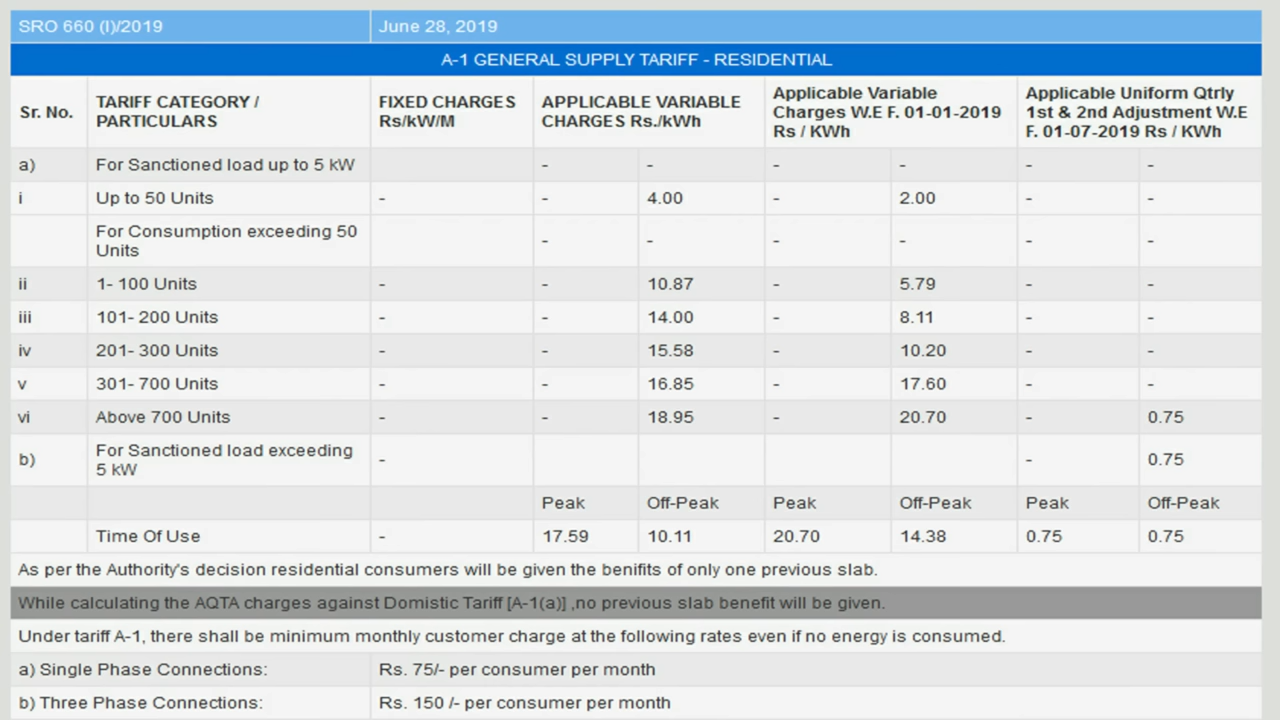 SRO 660 (I)/2019 June 28, 2019
A-1 GENERAL SUPPLY TARIFF - RESIDENTIAL
Sr. No. TARIFF CATEGORY / PARTICULARS FIXED CHARGES Rs/kW/M APPLICABLE VARIABLE CHARGES Rs./kWh Applicable Variable Charges W.E F. 01-01-2019 Rs / KWh Applicable Uniform Qtrly 1st & 2nd Adjustment W.E F. 01-07-2019 Rs / KWh
a) For Sanctioned load up to 5 kW - - - - - -
i Up to 50 Units - - 4.00 - 2.00 - -
For Consumption exceeding 50 Units - - - - - -
ii 1- 100 Units - - 10.87 - 5.79 - -
iii 101- 200 Units - - 14.00 - 8.11 - -
iv 201- 300 Units - - 15.58 - 10.20 - -
v 301- 700 Units - - 16.85 - 17.60 - -
vi Above 700 Units - - 18.95 - 20.70 - 0.75
b) For Sanctioned load exceeding 5 kW - - 0.75
Peak Off-Peak Peak Off-Peak Peak Off-Peak
Time Of Use - 17.59 10.11 20.70 14.38 0.75 0.75
As per the Authority's decision residential consumers will be given the benifits of only one previous slab.
While calculating the AQTA charges against Domistic Tariff [A-1(a)] ,no previous slab benefit will be given.
Under tariff A-1, there shall be minimum monthly customer charge at the following rates even if no energy is consumed.
a) Single Phase Connections: Rs. 75/- per consumer per month
b) Three Phase Connections: Rs. 150 /- per consumer per month